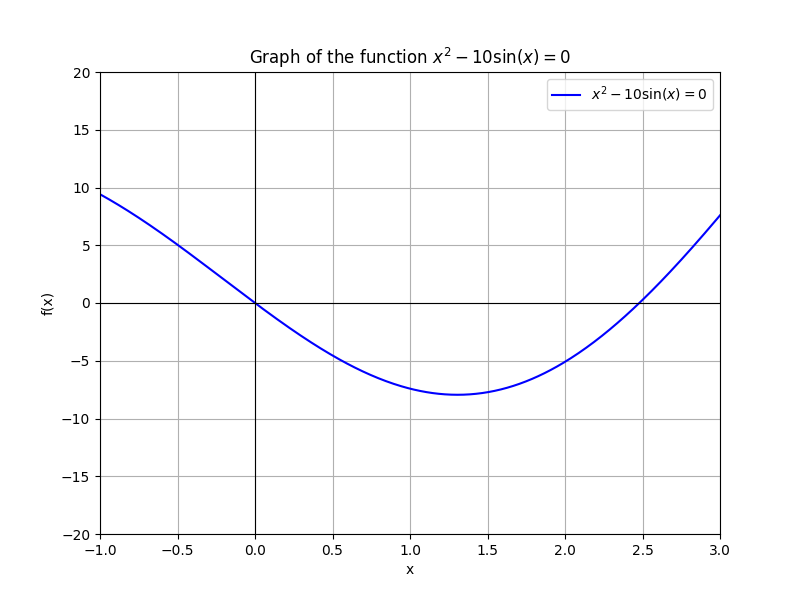 Graph of the function x² − 10sin(x) = 0
x² − 10sin(x) = 0
20
15
10
5
0
−5
−10
−15
−20
f(x)
−1.0 −0.5 0.0 0.5 1.0 1.5 2.0 2.5 3.0
x